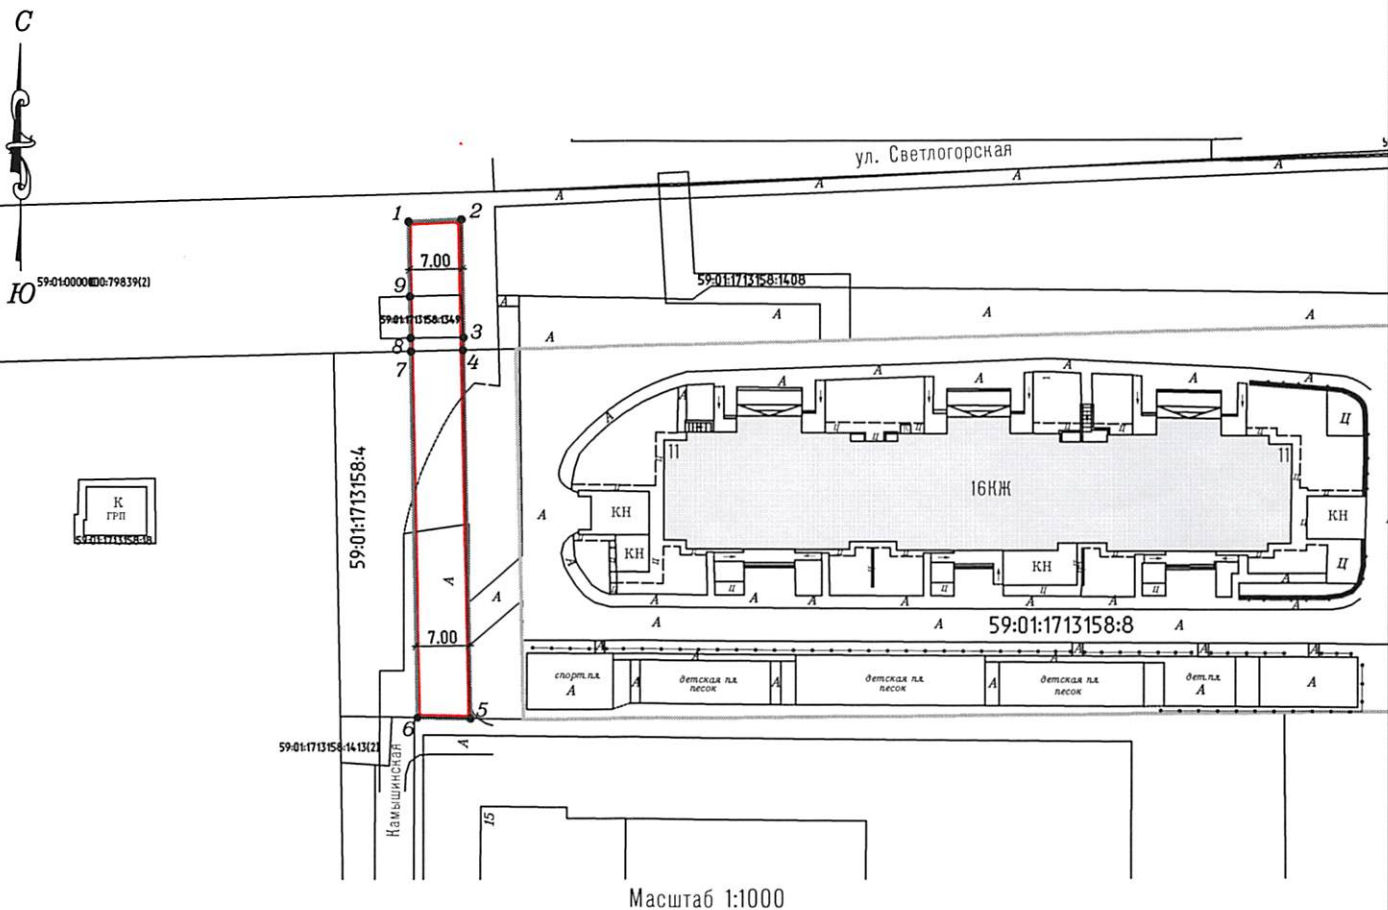 С
ул. Светлогорская
А
А
А
А
1
2
7.00
Ю
59:01:0000000:79839(2)
9
59:01:1713158:1408
А
59:01:1713158:1349
А
А
А
А
3
8
4
7
А
А
А
А
А
А
А
А
Ц
11
11
59:01:1713158:4
16КЖ
К
ГРП
59:01:1713158:18
А
КН
КН
КН
КН
Ц
А
А
А
А
А
А
А
А
А
А
А
А
А
59:01:1713158:8
А
7.00
А
А
А
А
А
А
спорт.пл.
А
А
детская пл.
песок
А
детская пл.
песок
А
детская пл.
песок
дет.пл.
А
А
6
5
59:01:1713158:1413(2)
А
Камышинская
15
Масштаб 1:1000